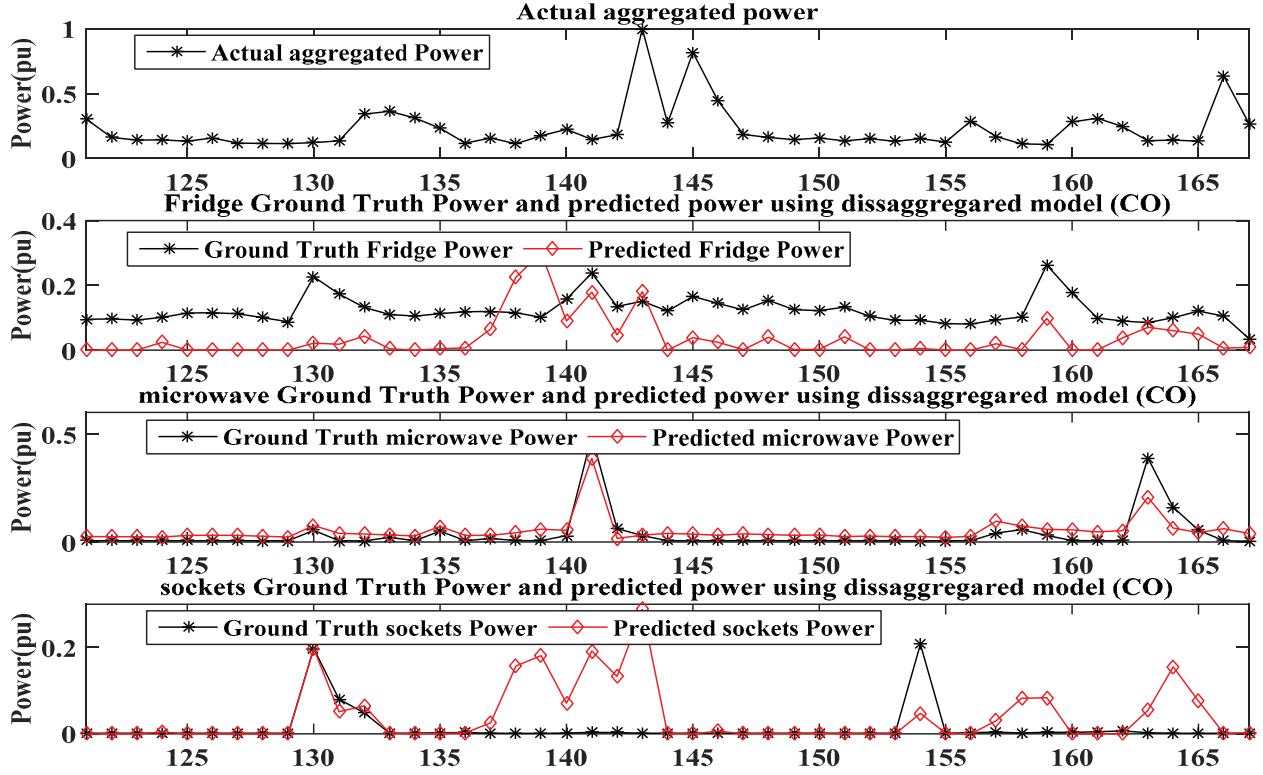 Actual aggregated power
Power(pu)
1
0.5
0
Actual aggregated Power
125 130 135 140 145 150 155 160 165
Fridge Ground Truth Power and predicted power using dissaggregared model (CO)
Power(pu)
0.4
0.2
0
Ground Truth Fridge Power Predicted Fridge Power
125 130 135 140 145 150 155 160 165
microwave Ground Truth Power and predicted power using dissaggregared model (CO)
Power(pu)
0.5
0
Ground Truth microwave Power Predicted microwave Power
125 130 135 140 145 150 155 160 165
sockets Ground Truth Power and predicted power using dissaggregared model (CO)
Power(pu)
0.2
0
Ground Truth sockets Power Predicted sockets Power
125 130 135 140 145 150 155 160 165